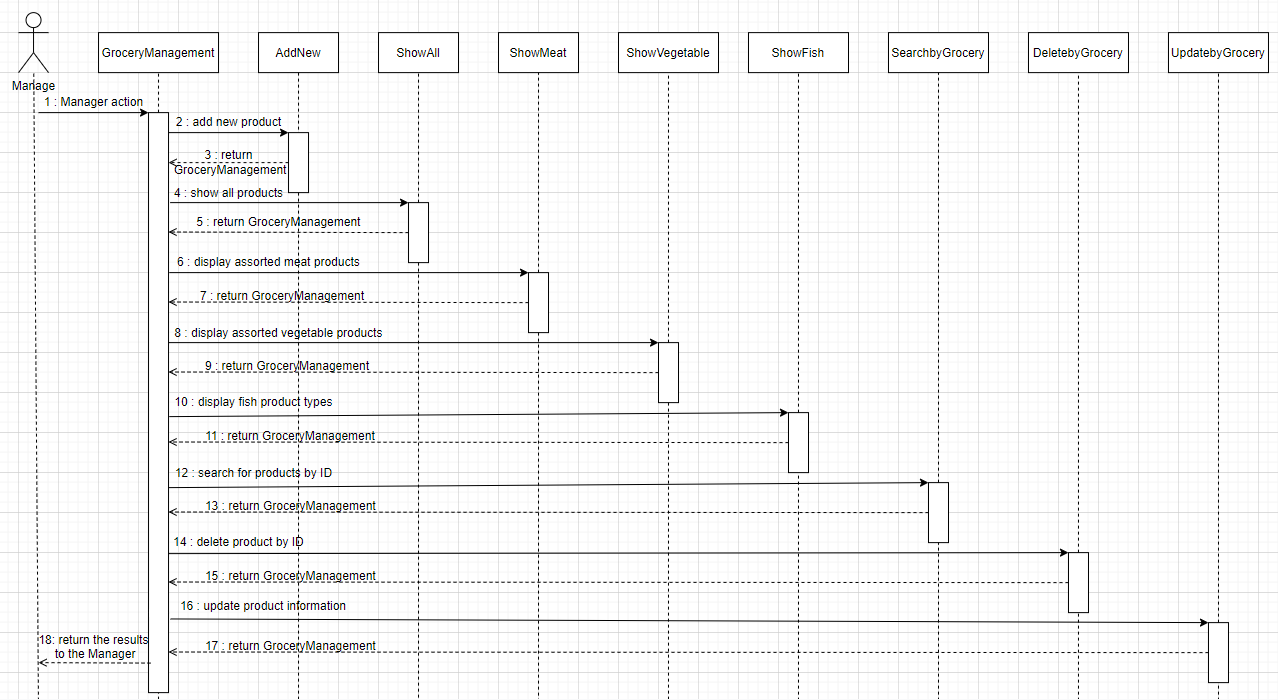 GroceryManagement
AddNew
ShowAll
ShowMeat
ShowVegetable
ShowFish
SearchbyGrocery
DeletebyGrocery
UpdatebyGrocery
Manage
1 : Manager action
2 : add new product
3 : return
GroceryManagement
4 : show all products
5 : return GroceryManagement
6 : display assorted meat products
7 : return GroceryManagement
8 : display assorted vegetable products
9 : return GroceryManagement
10 : display fish product types
11 : return GroceryManagement
12 : search for products by ID
13 : return GroceryManagement
14 : delete product by ID
15 : return GroceryManagement
16 : update product information
17 : return GroceryManagement
18: return the results
to the Manager